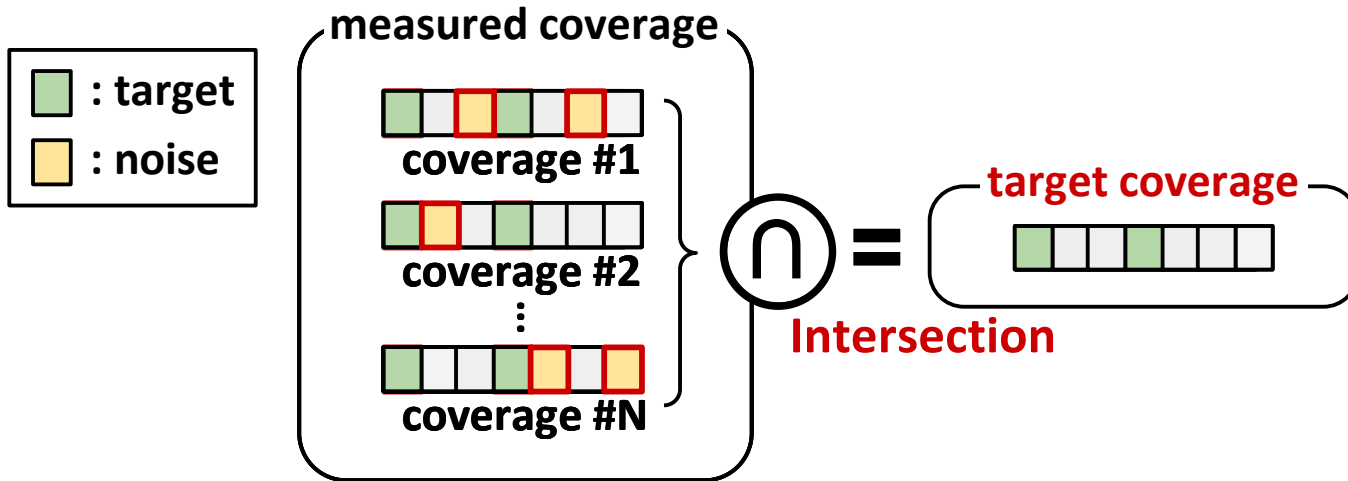 measured coverage
: target
: noise
coverage #1
coverage #2
⋮
coverage #N
∩ =
Intersection
target coverage